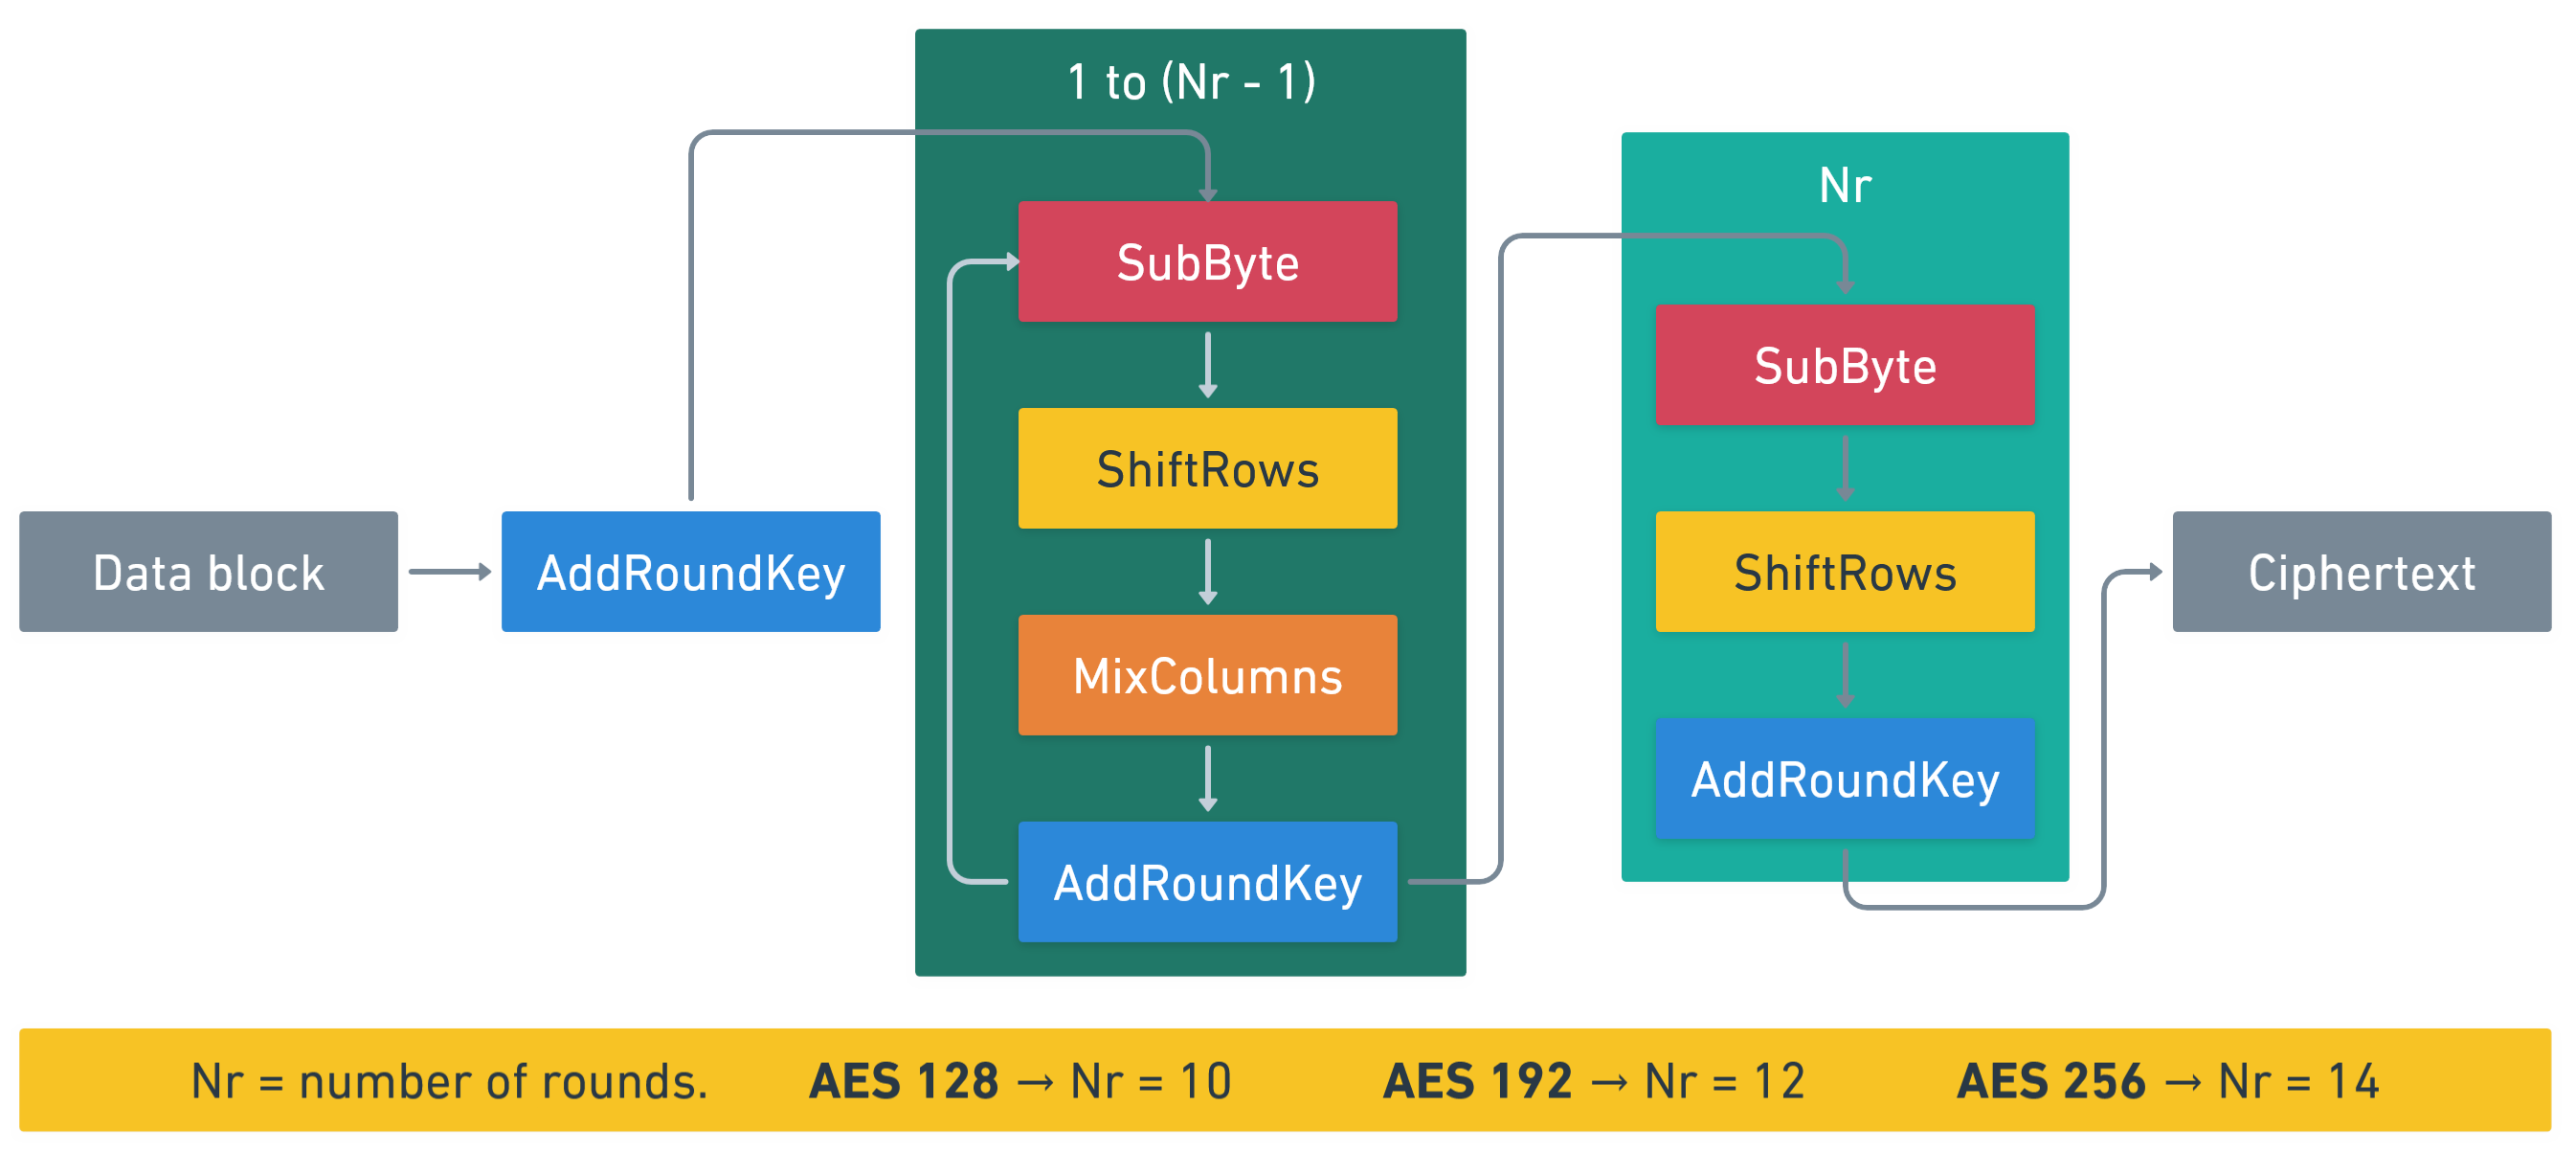 Data block
AddRoundKey
1 to (Nr - 1)
SubByte
ShiftRows
MixColumns
AddRoundKey
Nr
SubByte
ShiftRows
AddRoundKey
Ciphertext
Nr = number of rounds. AES 128 → Nr = 10 AES 192 → Nr = 12 AES 256 → Nr = 14